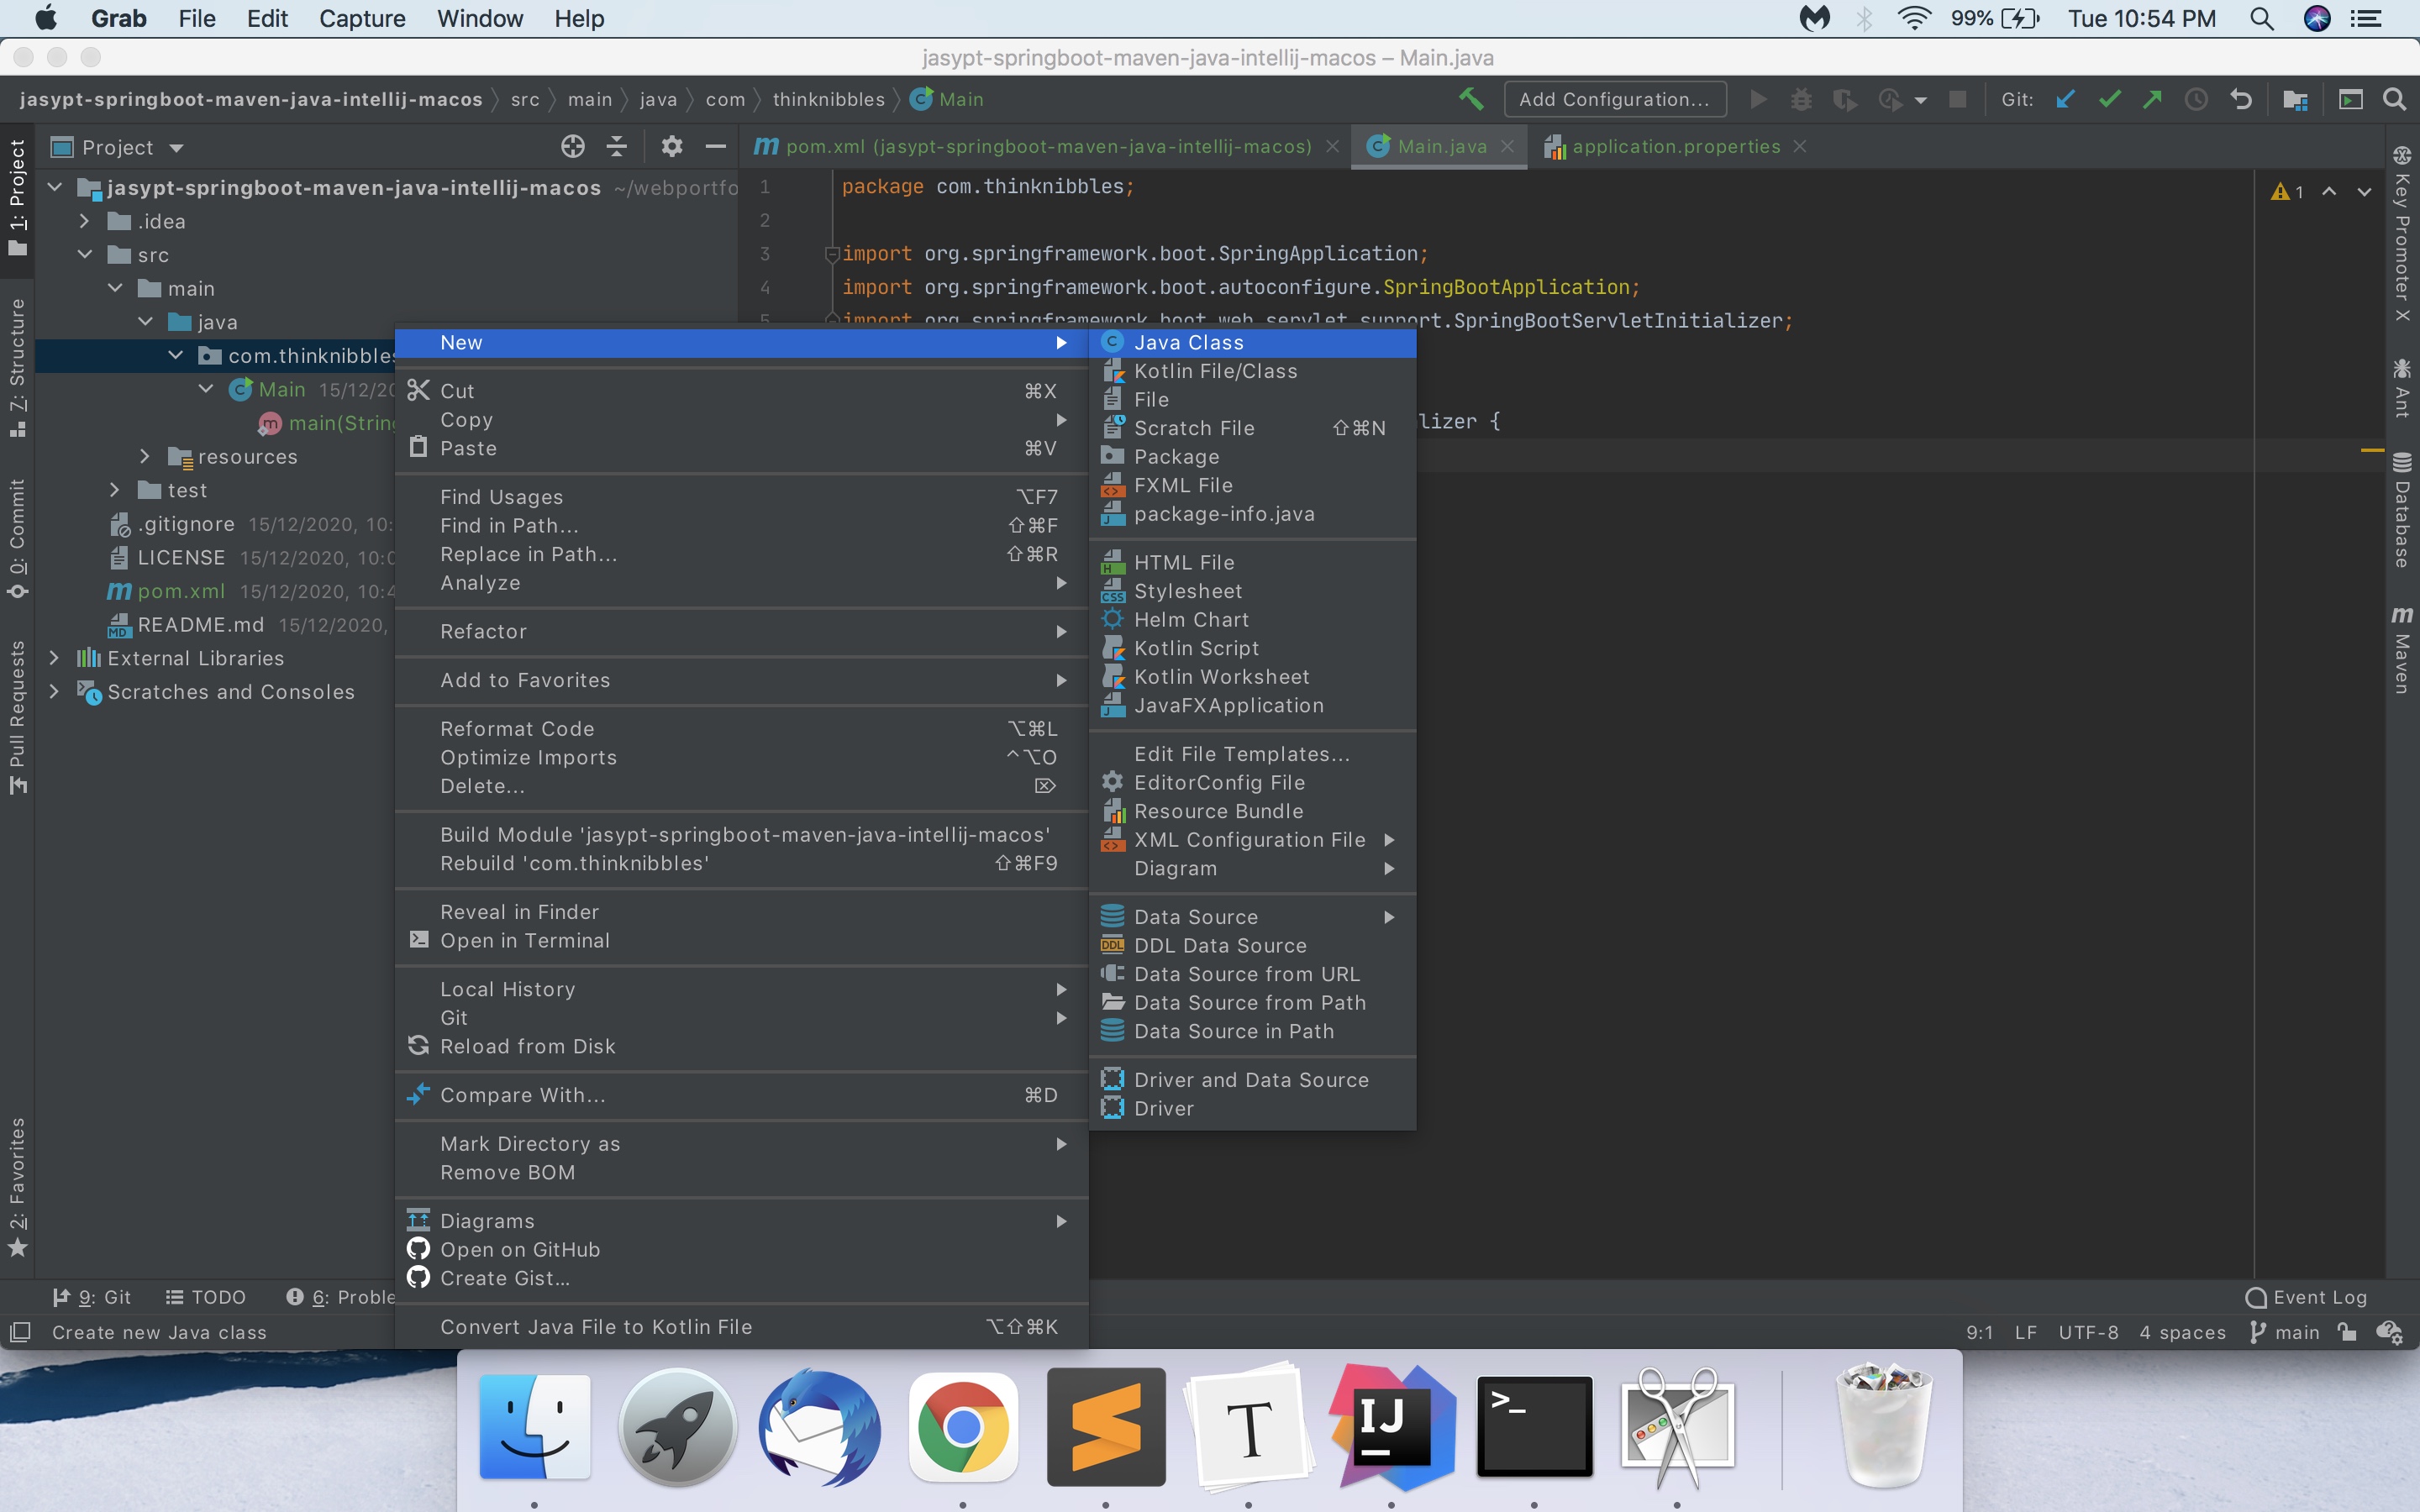 Grab File Edit Capture Window Help 99% Tue 10:54 PM
jasypt-springboot-maven-java-intellij-macos – Main.java
jasypt-springboot-maven-java-intellij-macos src main java com thinknibbles Main Add Configuration... Git:
1: Project
Z: Structure
0: Commit
Pull Requests
2: Favorites
Project
jasypt-springboot-maven-java-intellij-macos ~/webportfo
.idea
src
main
java
com.thinknibbles
Main 15/12/20
main(String
resources
test
.gitignore 15/12/2020, 10:
LICENSE 15/12/2020, 10:0
pom.xml 15/12/2020, 10:4
README.md 15/12/2020,
External Libraries
Scratches and Consoles
pom.xml (jasypt-springboot-maven-java-intellij-macos) Main.java application.properties
1 package com.thinknibbles;
2
3 import org.springframework.boot.SpringApplication;
4 import org.springframework.boot.autoconfigure.SpringBootApplication;
5 import org.springframework.boot.web.servlet.support.SpringBootServletInitializer;
lizer {
1
New
Cut ⌘X
Copy
Paste ⌘V
Find Usages ⌥F7
Find in Path... ⇧⌘F
Replace in Path... ⇧⌘R
Analyze
Refactor
Add to Favorites
Reformat Code ⌥⌘L
Optimize Imports ^⌥O
Delete... ⌦
Build Module 'jasypt-springboot-maven-java-intellij-macos'
Rebuild 'com.thinknibbles' ⇧⌘F9
Reveal in Finder
Open in Terminal
Local History
Git
Reload from Disk
Compare With... ⌘D
Mark Directory as
Remove BOM
Diagrams
Open on GitHub
Create Gist...
Convert Java File to Kotlin File ⌥⇧⌘K
Java Class
Kotlin File/Class
File
Scratch File ⇧⌘N
Package
FXML File
package-info.java
HTML File
Stylesheet
Helm Chart
Kotlin Script
Kotlin Worksheet
JavaFXApplication
Edit File Templates...
EditorConfig File
Resource Bundle
XML Configuration File
Diagram
Data Source
DDL Data Source
Data Source from URL
Data Source from Path
Data Source in Path
Driver and Data Source
Driver
Key Promoter X
Ant
Database
Maven
9: Git TODO 6: Proble Event Log
Create new Java class 9:1 LF UTF-8 4 spaces main
T
IJ
>_